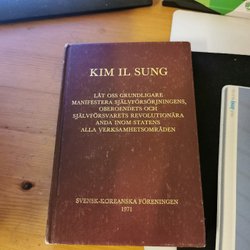 KIM IL SUNG
LÅT OSS GRUNDLIGARE
MANIFESTERA SJÄLVFÖRSÖRJNINGENS,
OBEROENDETS OCH
SJÄLVFÖRSVARETS REVOLUTIONÄRA
ANDA INOM STATENS
ALLA VERKSAMHETSOMRÅDEN
SVENSK-KOREANSKA FÖRENINGEN
1971